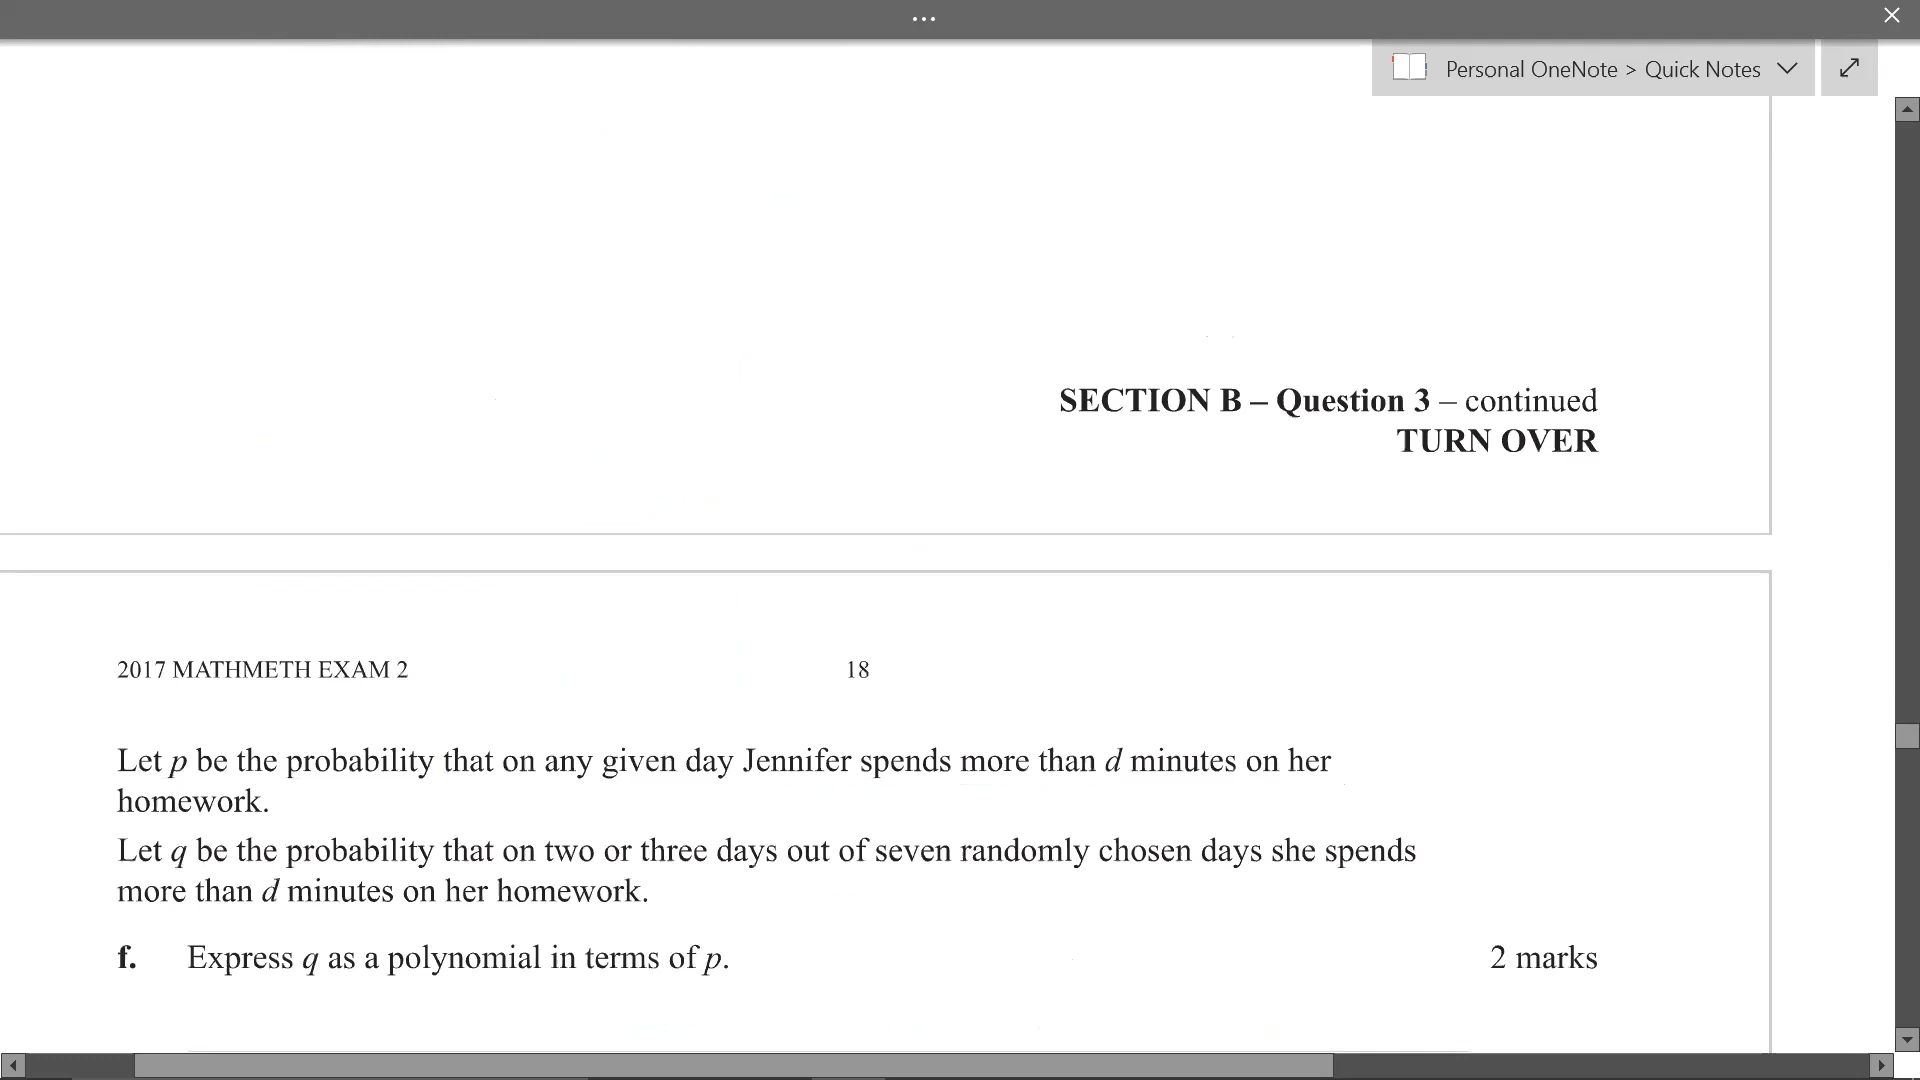 ...
Personal OneNote > Quick Notes
SECTION B – Question 3 – continued
TURN OVER
2017 MATHMETH EXAM 2 18
Let p be the probability that on any given day Jennifer spends more than d minutes on her
homework.
Let q be the probability that on two or three days out of seven randomly chosen days she spends
more than d minutes on her homework.
f. Express q as a polynomial in terms of p. 2 marks